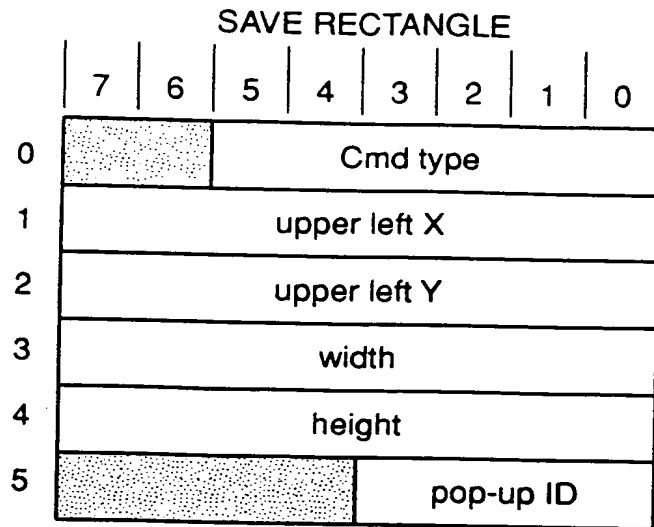 SAVE RECTANGLE
7 6 5 4 3 2 1 0
0 Cmd type
1 upper left X
2 upper left Y
3 width
4 height
5 pop-up ID